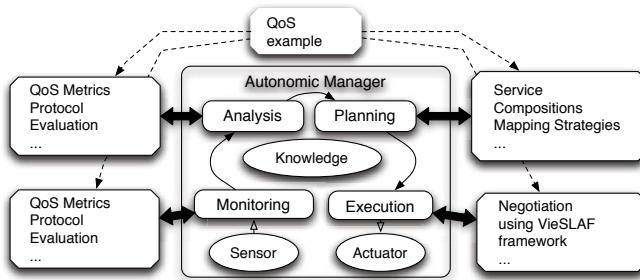 QoS
example
QoS Metrics
Protocol
Evaluation
...
Autonomic Manager
Analysis
Planning
Service
Compositions
Mapping Strategies
...
Knowledge
QoS Metrics
Protocol
Evaluation
...
Monitoring
Execution
Negotiation
using VieSLAF
framework
...
Sensor
Actuator